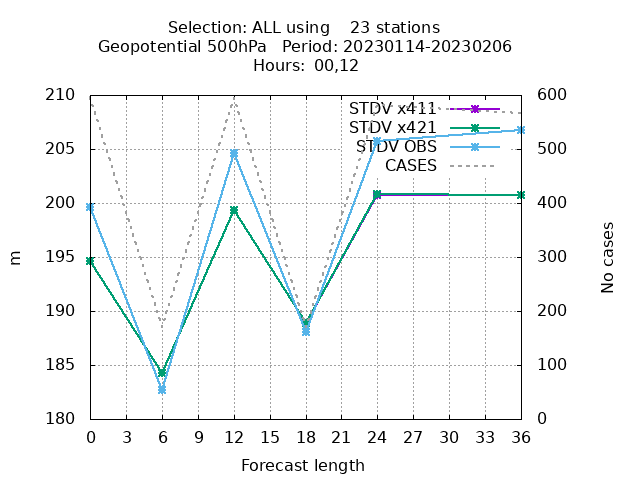 Selection: ALL using 23 stations
Geopotential 500hPa Period: 20230114-20230206
Hours: 00,12
210
205
200
195
190
185
180
m
600
500
400
300
200
100
0
No cases
STDV x411
STDV x421
STDV OBS
CASES
0 3 6 9 12 15 18 21 24 27 30 33 36
Forecast length